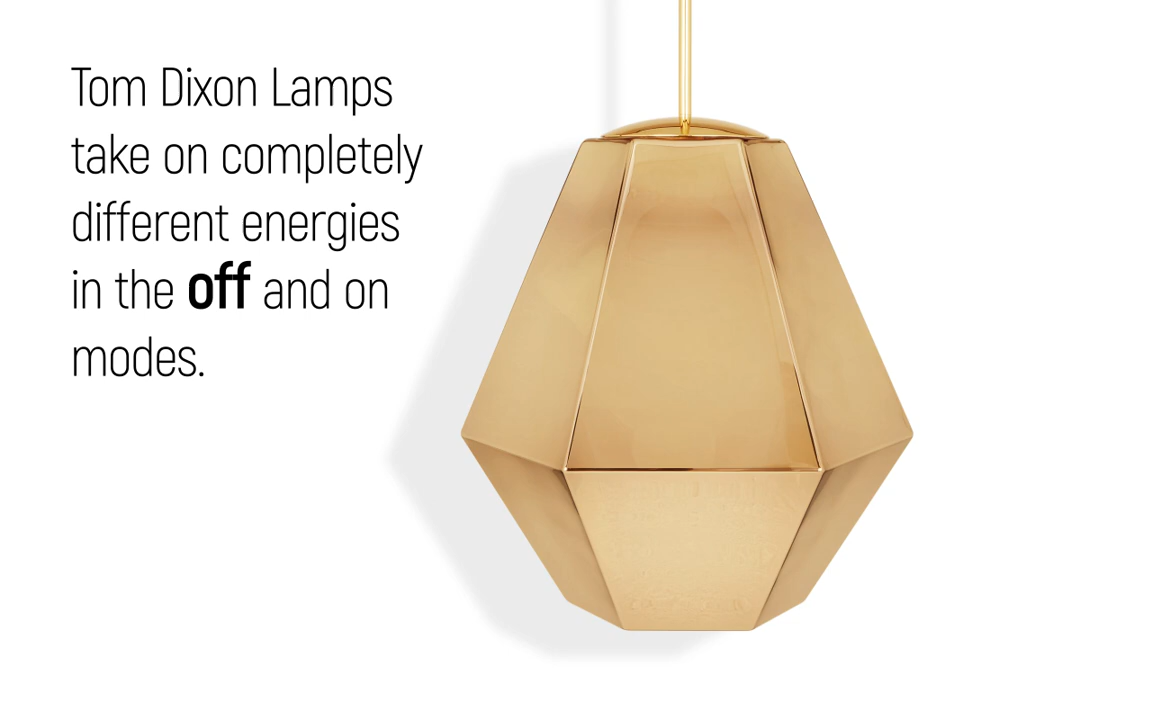 Tom Dixon Lamps
take on completely
different energies
in the off and on
modes.